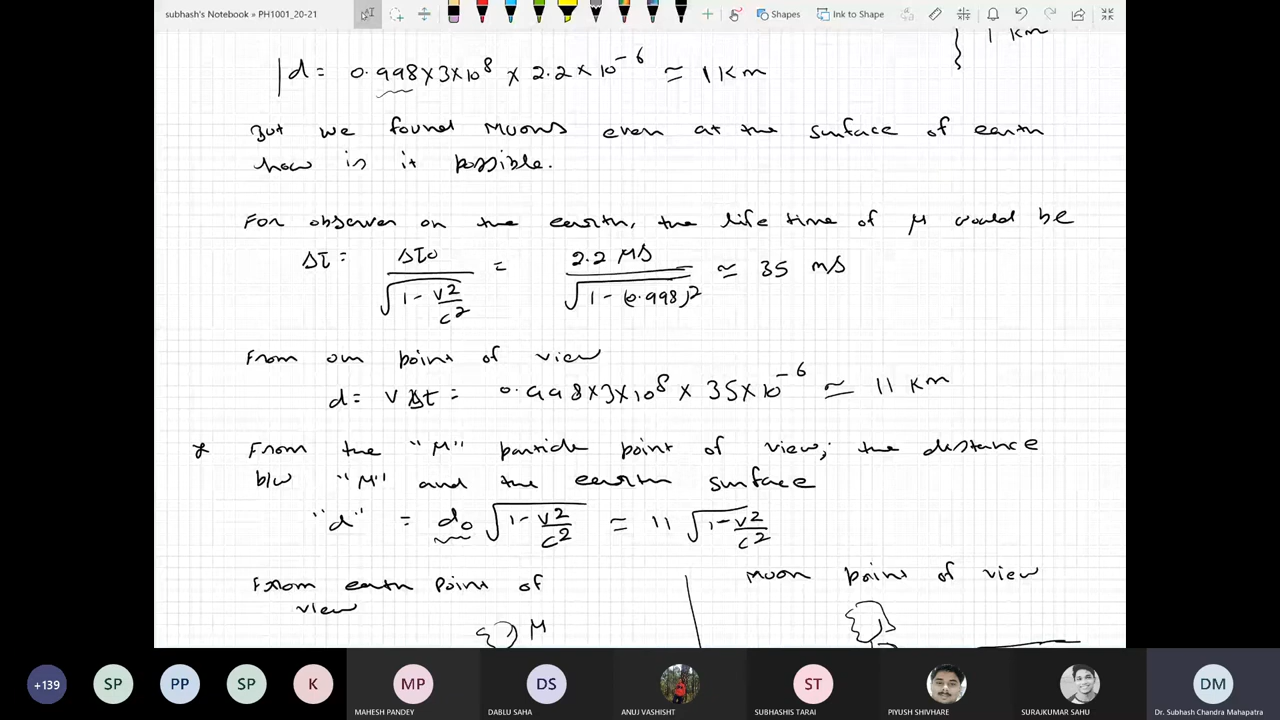 subhash's Notebook » PH1001_20-21
Shapes
Ink to Shape
1 Km
d = 0.998×3×10⁸ × 2.2×10⁻⁶ ≃ 1 Km
But we found Muons even at the surface of earth
how is it possible.
For observer on the earth, the life time of μ would be
Δτ = Δτ₀ / √(1 - v²/c²) = 2.2 μs / √(1 - (0.998)²) ≃ 35 ms
From our point of view
d = v Δt = 0.998×3×10⁸ × 35×10⁻⁶ ≃ 11 Km
* From the "μ" particle point of view; the distance
b/w "μ" and the earth surface
"d" = d₀ √(1 - v²/c²) ≃ 11 √(1 - v²/c²)
From earth point of
view
Muon point of view
μ
+139
SP
PP
SP
K
MP
DS
ST
DM
MAHESH PANDEY
DABLU SAHA
ANUJ VASHISHT
SUBHASHIS TARAI
PIYUSH SHIVHARE
SURAJKUMAR SAHU
Dr. Subhash Chandra Mahapatra